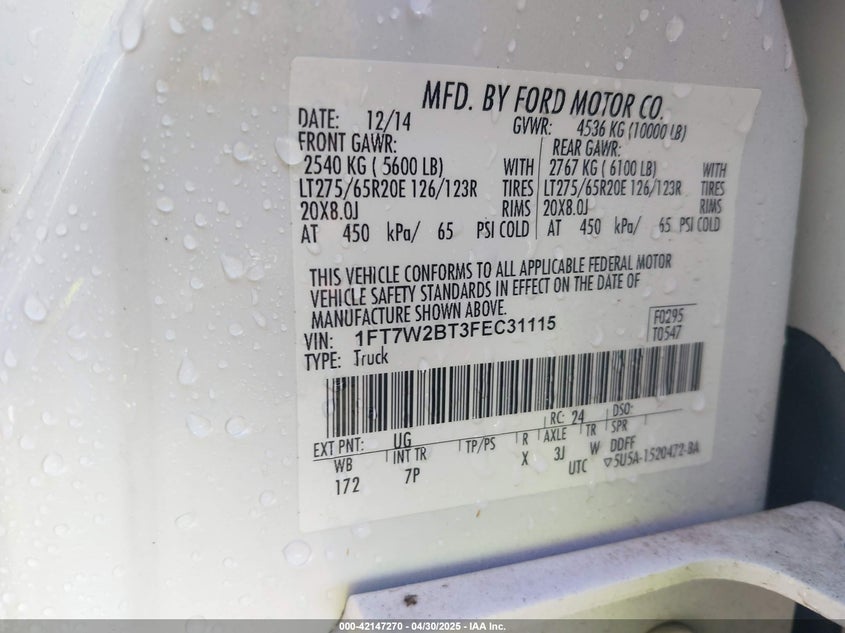 MFD. BY FORD MOTOR CO.
DATE: 12/14 GVWR: 4536 KG (10000 LB)
FRONT GAWR: REAR GAWR:
2540 KG ( 5600 LB) WITH 2767 KG ( 6100 LB) WITH
LT275/65R20E 126/123R TIRES LT275/65R20E 126/123R TIRES
20X8.0J RIMS 20X8.0J RIMS
AT 450 kPa/ 65 PSI COLD AT 450 kPa/ 65 PSI COLD
THIS VEHICLE CONFORMS TO ALL APPLICABLE FEDERAL MOTOR
VEHICLE SAFETY STANDARDS IN EFFECT ON THE DATE OF
MANUFACTURE SHOWN ABOVE.
VIN: 1FT7W2BT3FEC31115 F0295
TYPE: Truck T0547
EXT PNT: UG RC: 24 DSO:
WB INT TR TP/PS R AXLE TR SPR
172 7P X 3J W DDFF
UTC ▽5U5A-1520472-BA
000-42147270 - 04/30/2025 - IAA Inc.